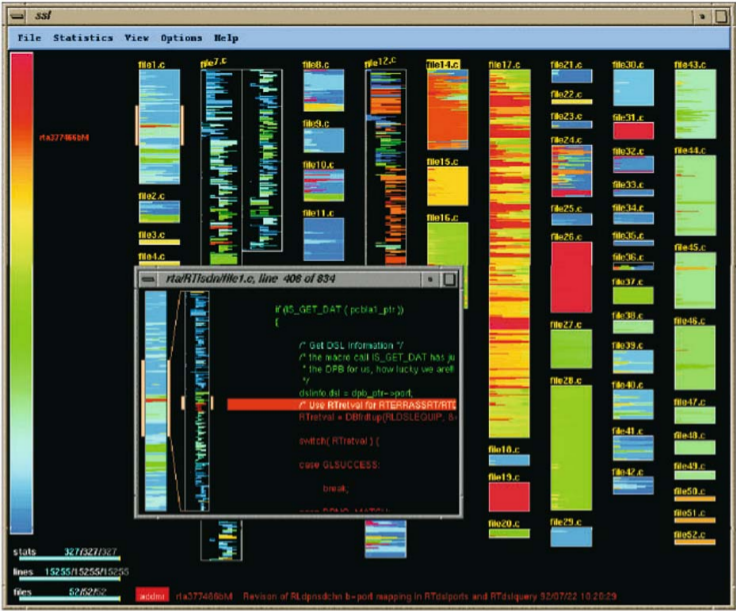 ssf
File Statistics View Options Help
rta377466bM
file1.c
file2.c
file3.c
file4.c
file7.c
file8.c
file9.c
file10.c
file11.c
file12.c
file14.c
file15.c
file16.c
file17.c
file18.c
file19.c
file20.c
file21.c
file22.c
file23.c
file24.c
file25.c
file26.c
file27.c
file28.c
file29.c
file30.c
file31.c
file32.c
file33.c
file34.c
file35.c
file36.c
file37.c
file38.c
file39.c
file40.c
file41.c
file42.c
file43.c
file44.c
file45.c
file46.c
file47.c
file48.c
file49.c
file50.c
file51.c
file52.c
rta/RTlsdn/file1.c, line 406 of 834
if (IS_GET_DAT ( pcbla1_ptr ))
{
/* Get DSL information */
/* the macro call IS_GET_DAT has ju
* the DPB for us, how lucky we are!!
*/
dslinfo.dsl = dpb_ptr->port;
/* Use RTretval for RTERRASSRT/RTD
RTretval = DBfrdtup(RLDSLEQUIP, &
switch( RTretval ) {
case GLSUCCESS:
break;
stats 327/327/327
lines 15255/15255/15255
files 52/52/52
addmr rta377466bM Revison of RLdpnsdchn b-port mapping in RTdslports and RTdslquery 92/07/22 10:20:29